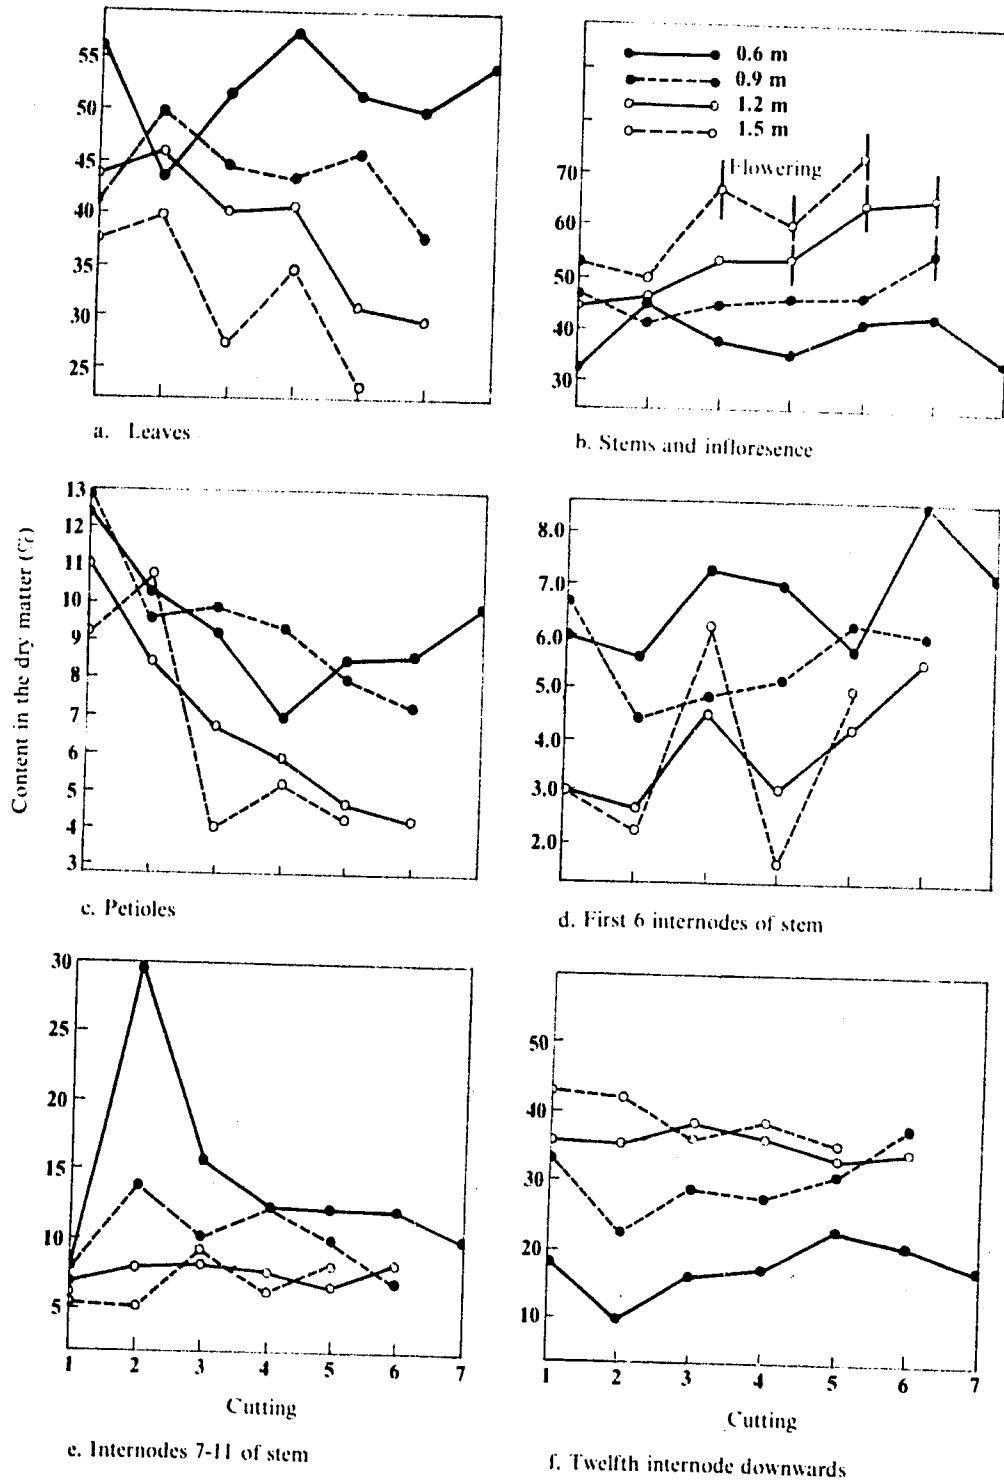 55
50
45
40
35
30
25
a. Leaves
0.6 m
0.9 m
1.2 m
1.5 m
Flowering
70
60
50
40
30
b. Stems and infloresence
Content in the dry matter (%)
13
12
11
10
9
8
7
6
5
4
3
c. Petioles
8.0
7.0
6.0
5.0
4.0
3.0
2.0
d. First 6 internodes of stem
30
25
20
15
10
5
1 2 3 4 5 6 7
Cutting
e. Internodes 7-11 of stem
50
40
30
20
10
1 2 3 4 5 6 7
Cutting
f. Twelfth internode downwards